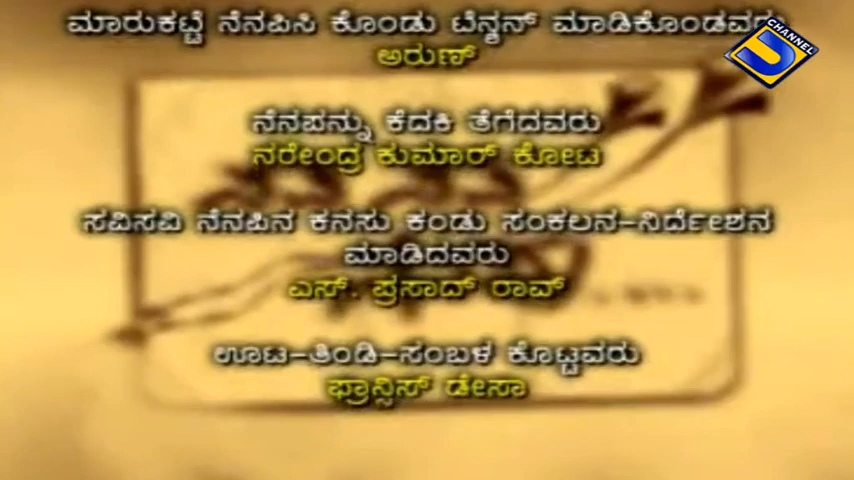 ಮಾರುಕಟ್ಟೆ ನೆನಪಿಸಿ ಕೊಂಡು ಟೆನ್ಶನ್ ಮಾಡಿಕೊಂಡವರು
ಅರುಣ್
ನೆನಪನ್ನು ಕೆದಕಿ ತೆಗೆದವರು
ನರೇಂದ್ರ ಕುಮಾರ್ ಕೋಟ
ಸವಿಸವಿ ನೆನಪಿನ ಕನಸು ಕಂಡು ಸಂಕಲನ-ನಿರ್ದೇಶನ
ಮಾಡಿದವರು
ಎಸ್. ಪ್ರಸಾದ್ ರಾವ್
ಊಟ-ತಿಂಡಿ-ಸಂಬಳ ಕೊಟ್ಟವರು
ಫ್ರಾನ್ಸಿಸ್ ಡೇಸಾ
U CHANNEL